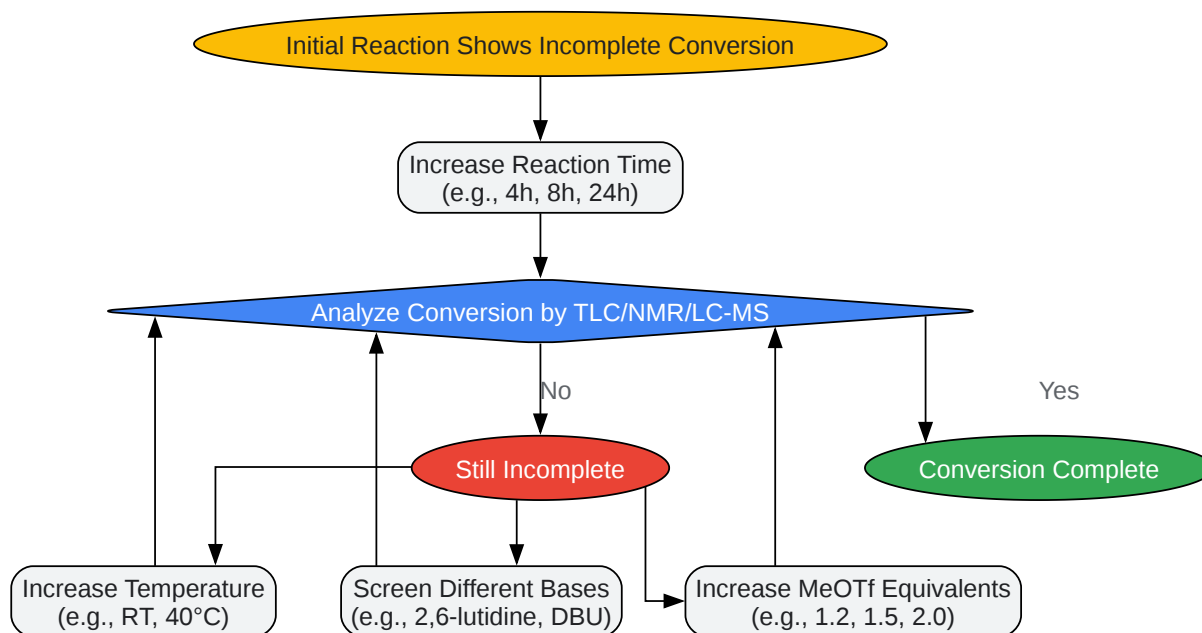 Initial Reaction Shows Incomplete Conversion
Increase Reaction Time
(e.g., 4h, 8h, 24h)
Analyze Conversion by TLC/NMR/LC-MS
No
Yes
Still Incomplete
Conversion Complete
Increase Temperature
(e.g., RT, 40°C)
Screen Different Bases
(e.g., 2,6-lutidine, DBU)
Increase MeOTf Equivalents
(e.g., 1.2, 1.5, 2.0)